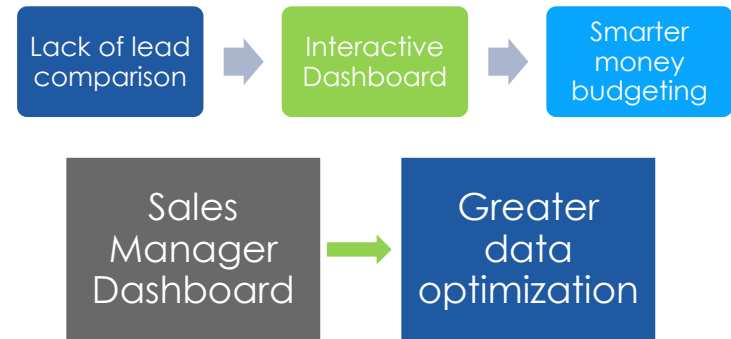 Lack of lead
comparison
Interactive
Dashboard
Smarter
money
budgeting
Sales
Manager
Dashboard
Greater
data
optimization